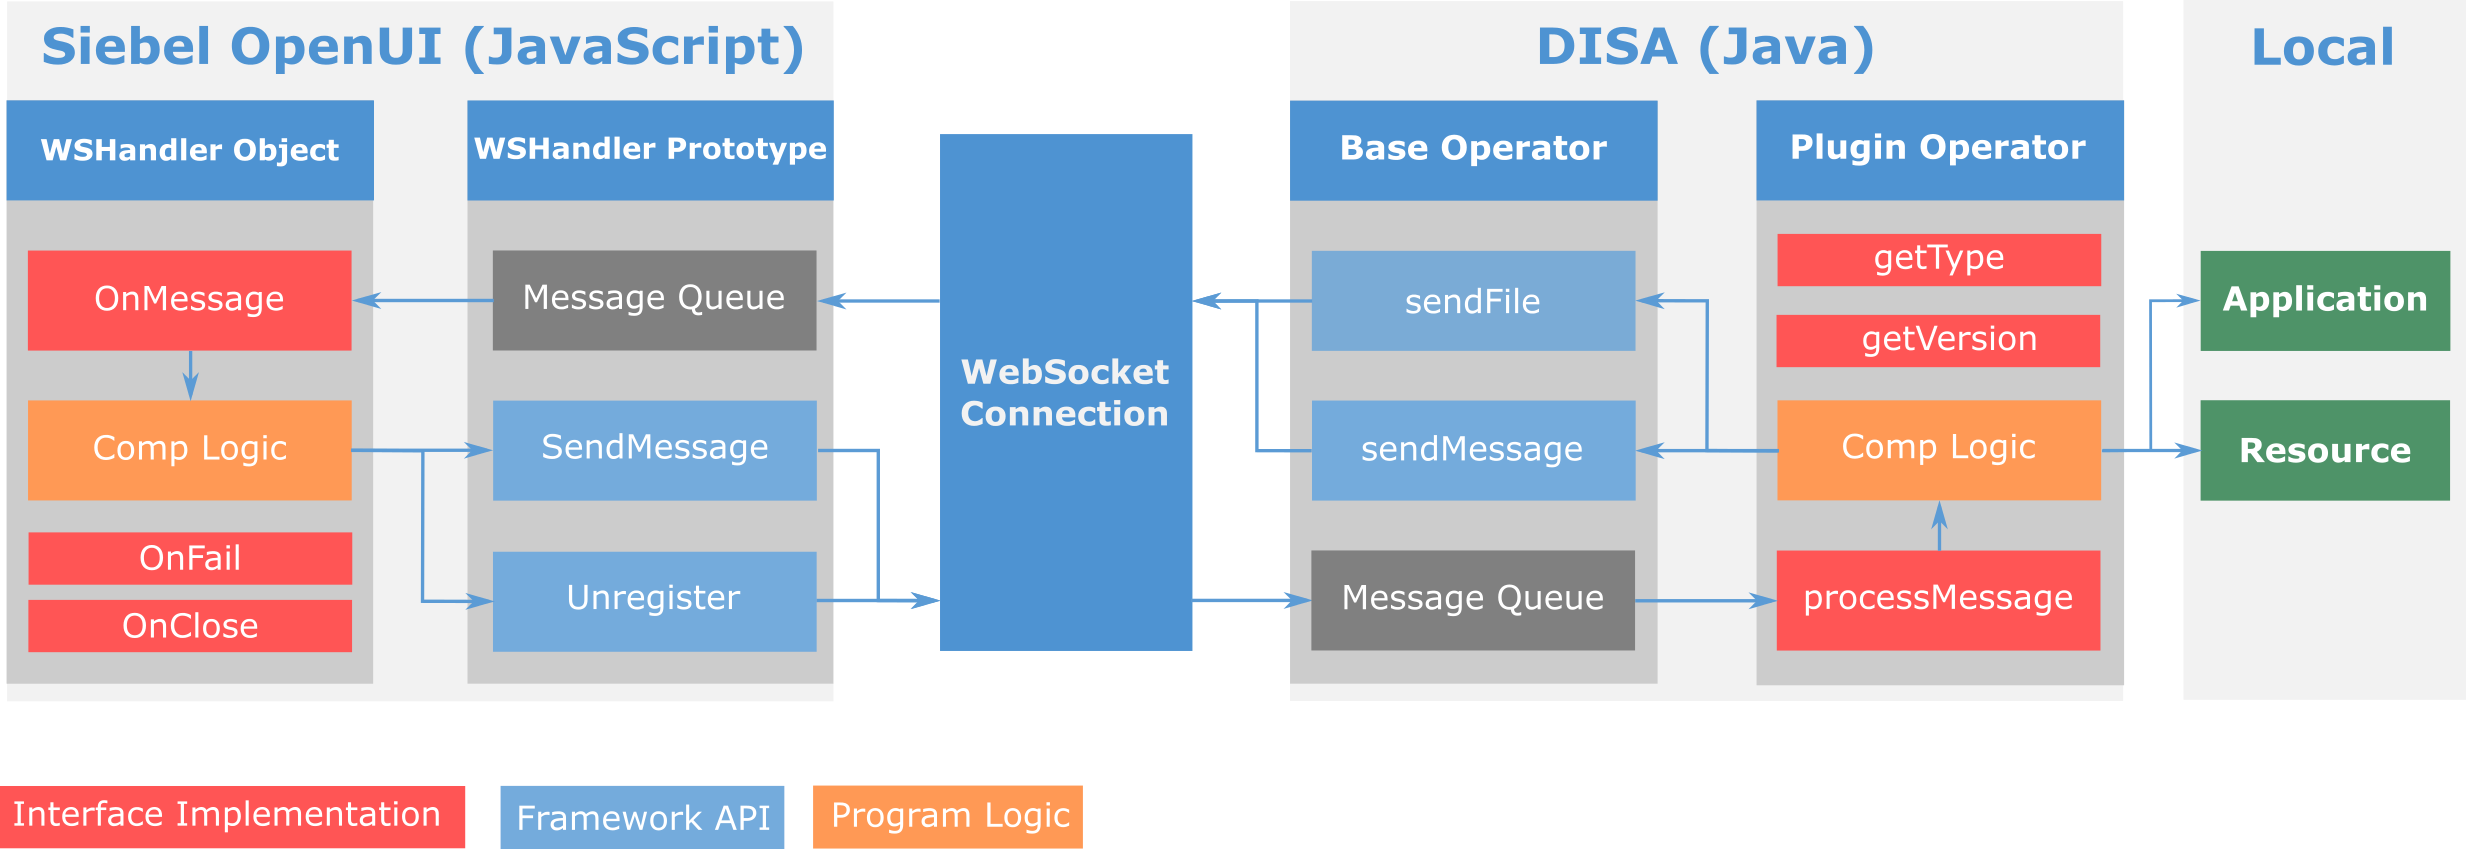 Siebel OpenUI (JavaScript)
DISA (Java)
Local
WSHandler Object
WSHandler Prototype
Base Operator
Plugin Operator
OnMessage
Comp Logic
OnFail
OnClose
Message Queue
SendMessage
Unregister
WebSocket
Connection
sendFile
sendMessage
Message Queue
getType
getVersion
Comp Logic
processMessage
Application
Resource
Interface Implementation
Framework API
Program Logic